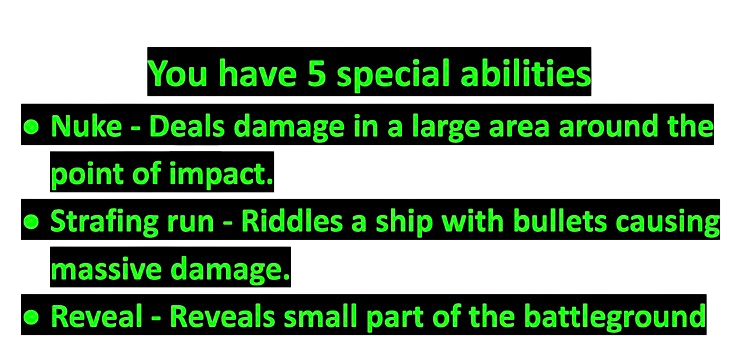 You have 5 special abilities
• Nuke - Deals damage in a large area around the
point of impact.
• Strafing run - Riddles a ship with bullets causing
massive damage.
• Reveal - Reveals small part of the battleground